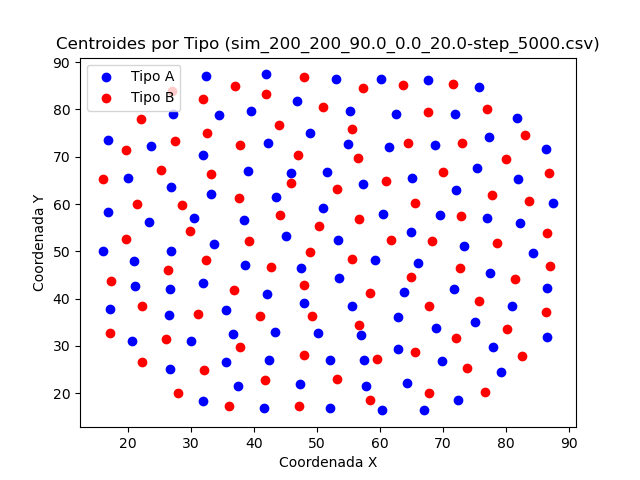 Centroides por Tipo (sim_200_200_90.0_0.0_20.0-step_5000.csv)
Tipo A
Tipo B
90
80
70
60
50
40
30
20
Coordenada Y
20 30 40 50 60 70 80 90
Coordenada X